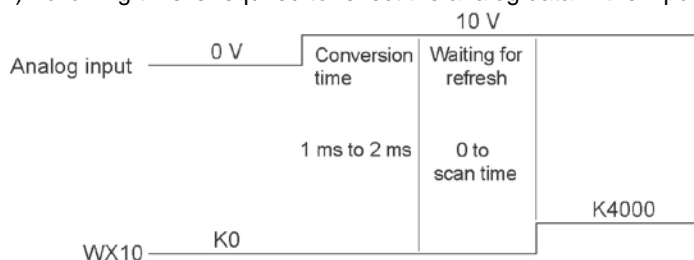 10 V
0 V
Analog input
Conversion
time
Waiting for
refresh
1 ms to 2 ms
0 to
scan time
K4000
K0
WX10